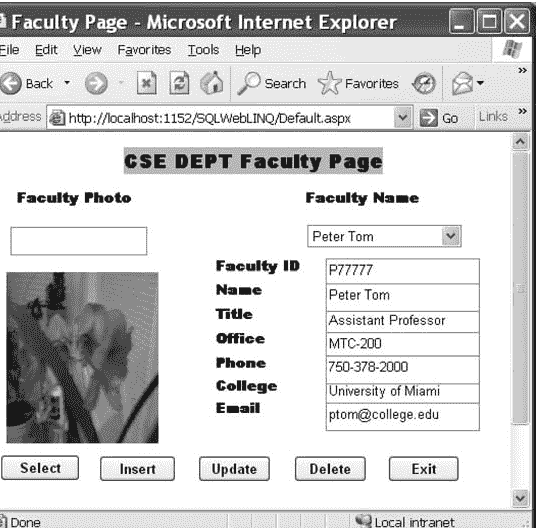 Faculty Page - Microsoft Internet Explorer
File Edit View Favorites Tools Help
Back Search Favorites
Address http://localhost:1152/SQLWebLINQ/Default.aspx Go Links
CSE DEPT Faculty Page
Faculty Photo Faculty Name
Peter Tom
Faculty ID P77777
Name Peter Tom
Title Assistant Professor
Office MTC-200
Phone 750-378-2000
College University of Miami
Email ptom@college.edu
Select Insert Update Delete Exit
Done Local intranet